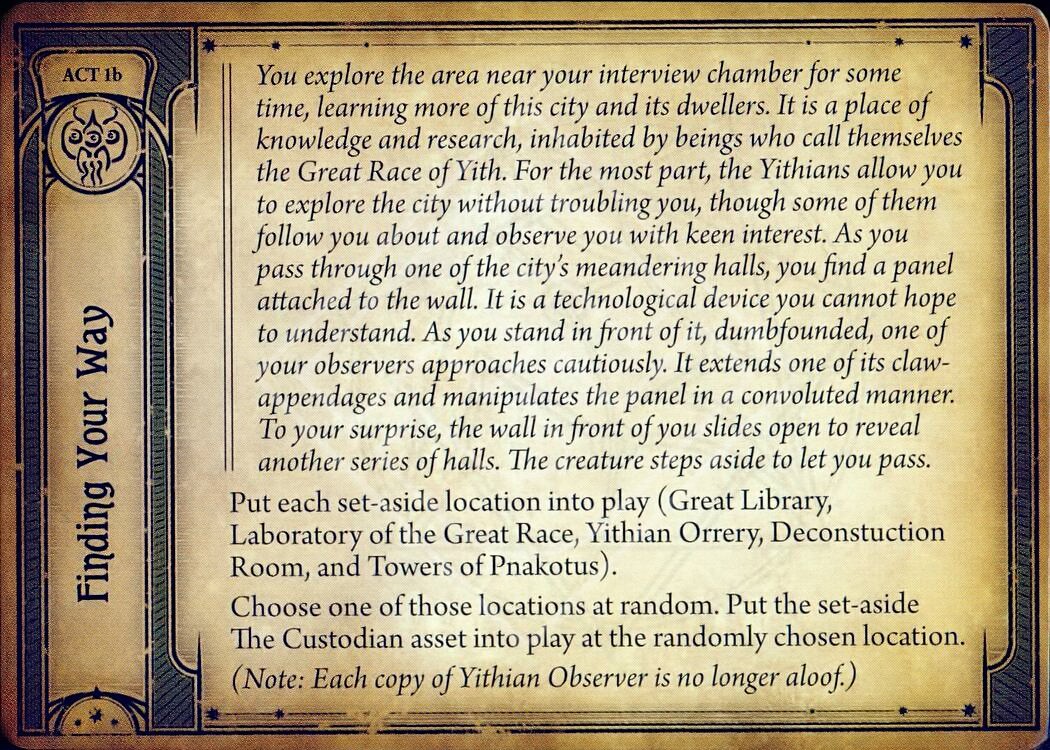 ACT 1b
Finding Your Way
You explore the area near your interview chamber for some
time, learning more of this city and its dwellers. It is a place of
knowledge and research, inhabited by beings who call themselves
the Great Race of Yith. For the most part, the Yithians allow you
to explore the city without troubling you, though some of them
follow you about and observe you with keen interest. As you
pass through one of the city's meandering halls, you find a panel
attached to the wall. It is a technological device you cannot hope
to understand. As you stand in front of it, dumbfounded, one of
your observers approaches cautiously. It extends one of its claw-
appendages and manipulates the panel in a convoluted manner.
To your surprise, the wall in front of you slides open to reveal
another series of halls. The creature steps aside to let you pass.
Put each set-aside location into play (Great Library,
Laboratory of the Great Race, Yithian Orrery, Deconstuction
Room, and Towers of Pnakotus).
Choose one of those locations at random. Put the set-aside
The Custodian asset into play at the randomly chosen location.
(Note: Each copy of Yithian Observer is no longer aloof.)